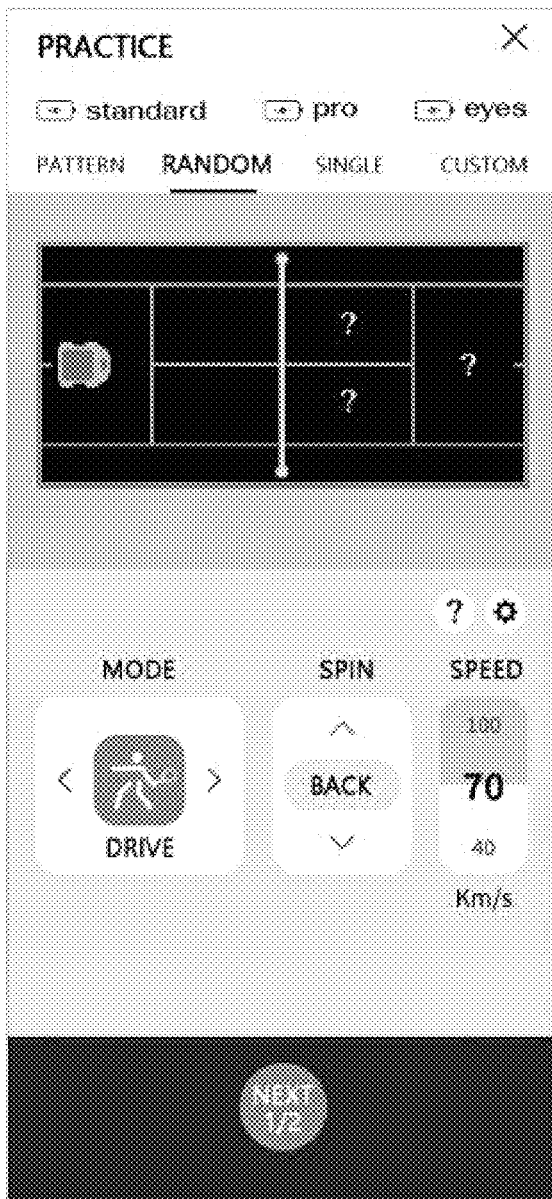 PRACTICE
standard pro eyes
PATTERN RANDOM SINGLE CUSTOM
?
?
?
?
MODE SPIN SPEED
100
BACK 70
DRIVE 40
Km/s
NEXT
1/2